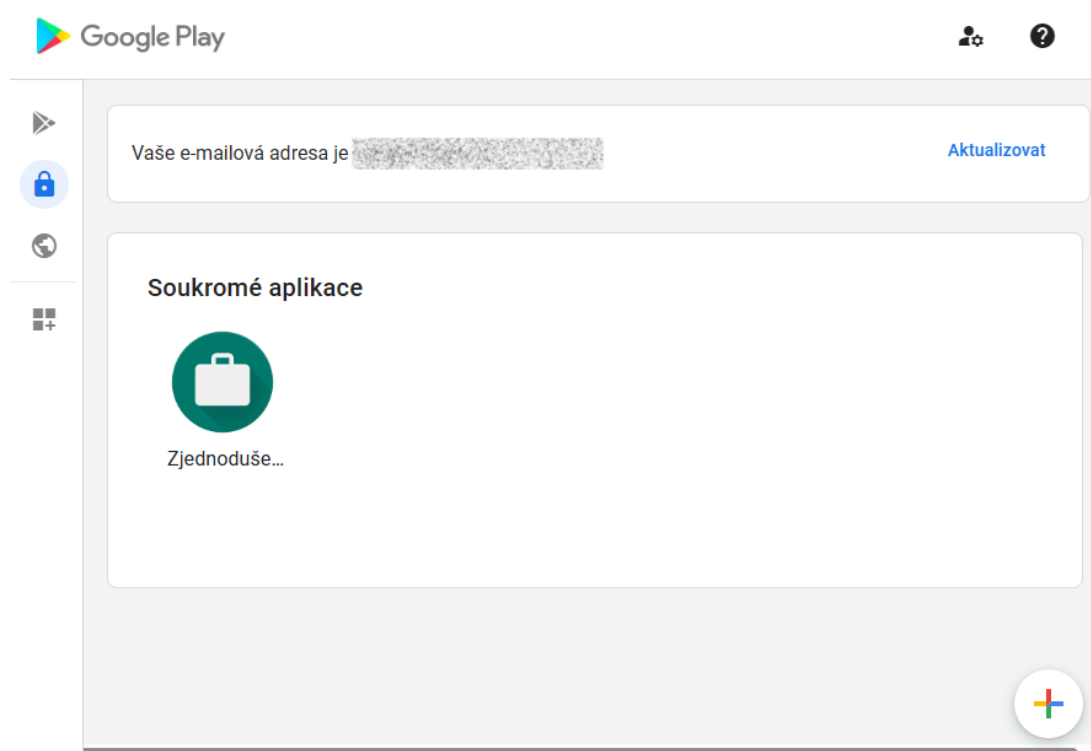 Google Play
Vaše e-mailová adresa je
Aktualizovat
Soukromé aplikace
Zjednoduše...